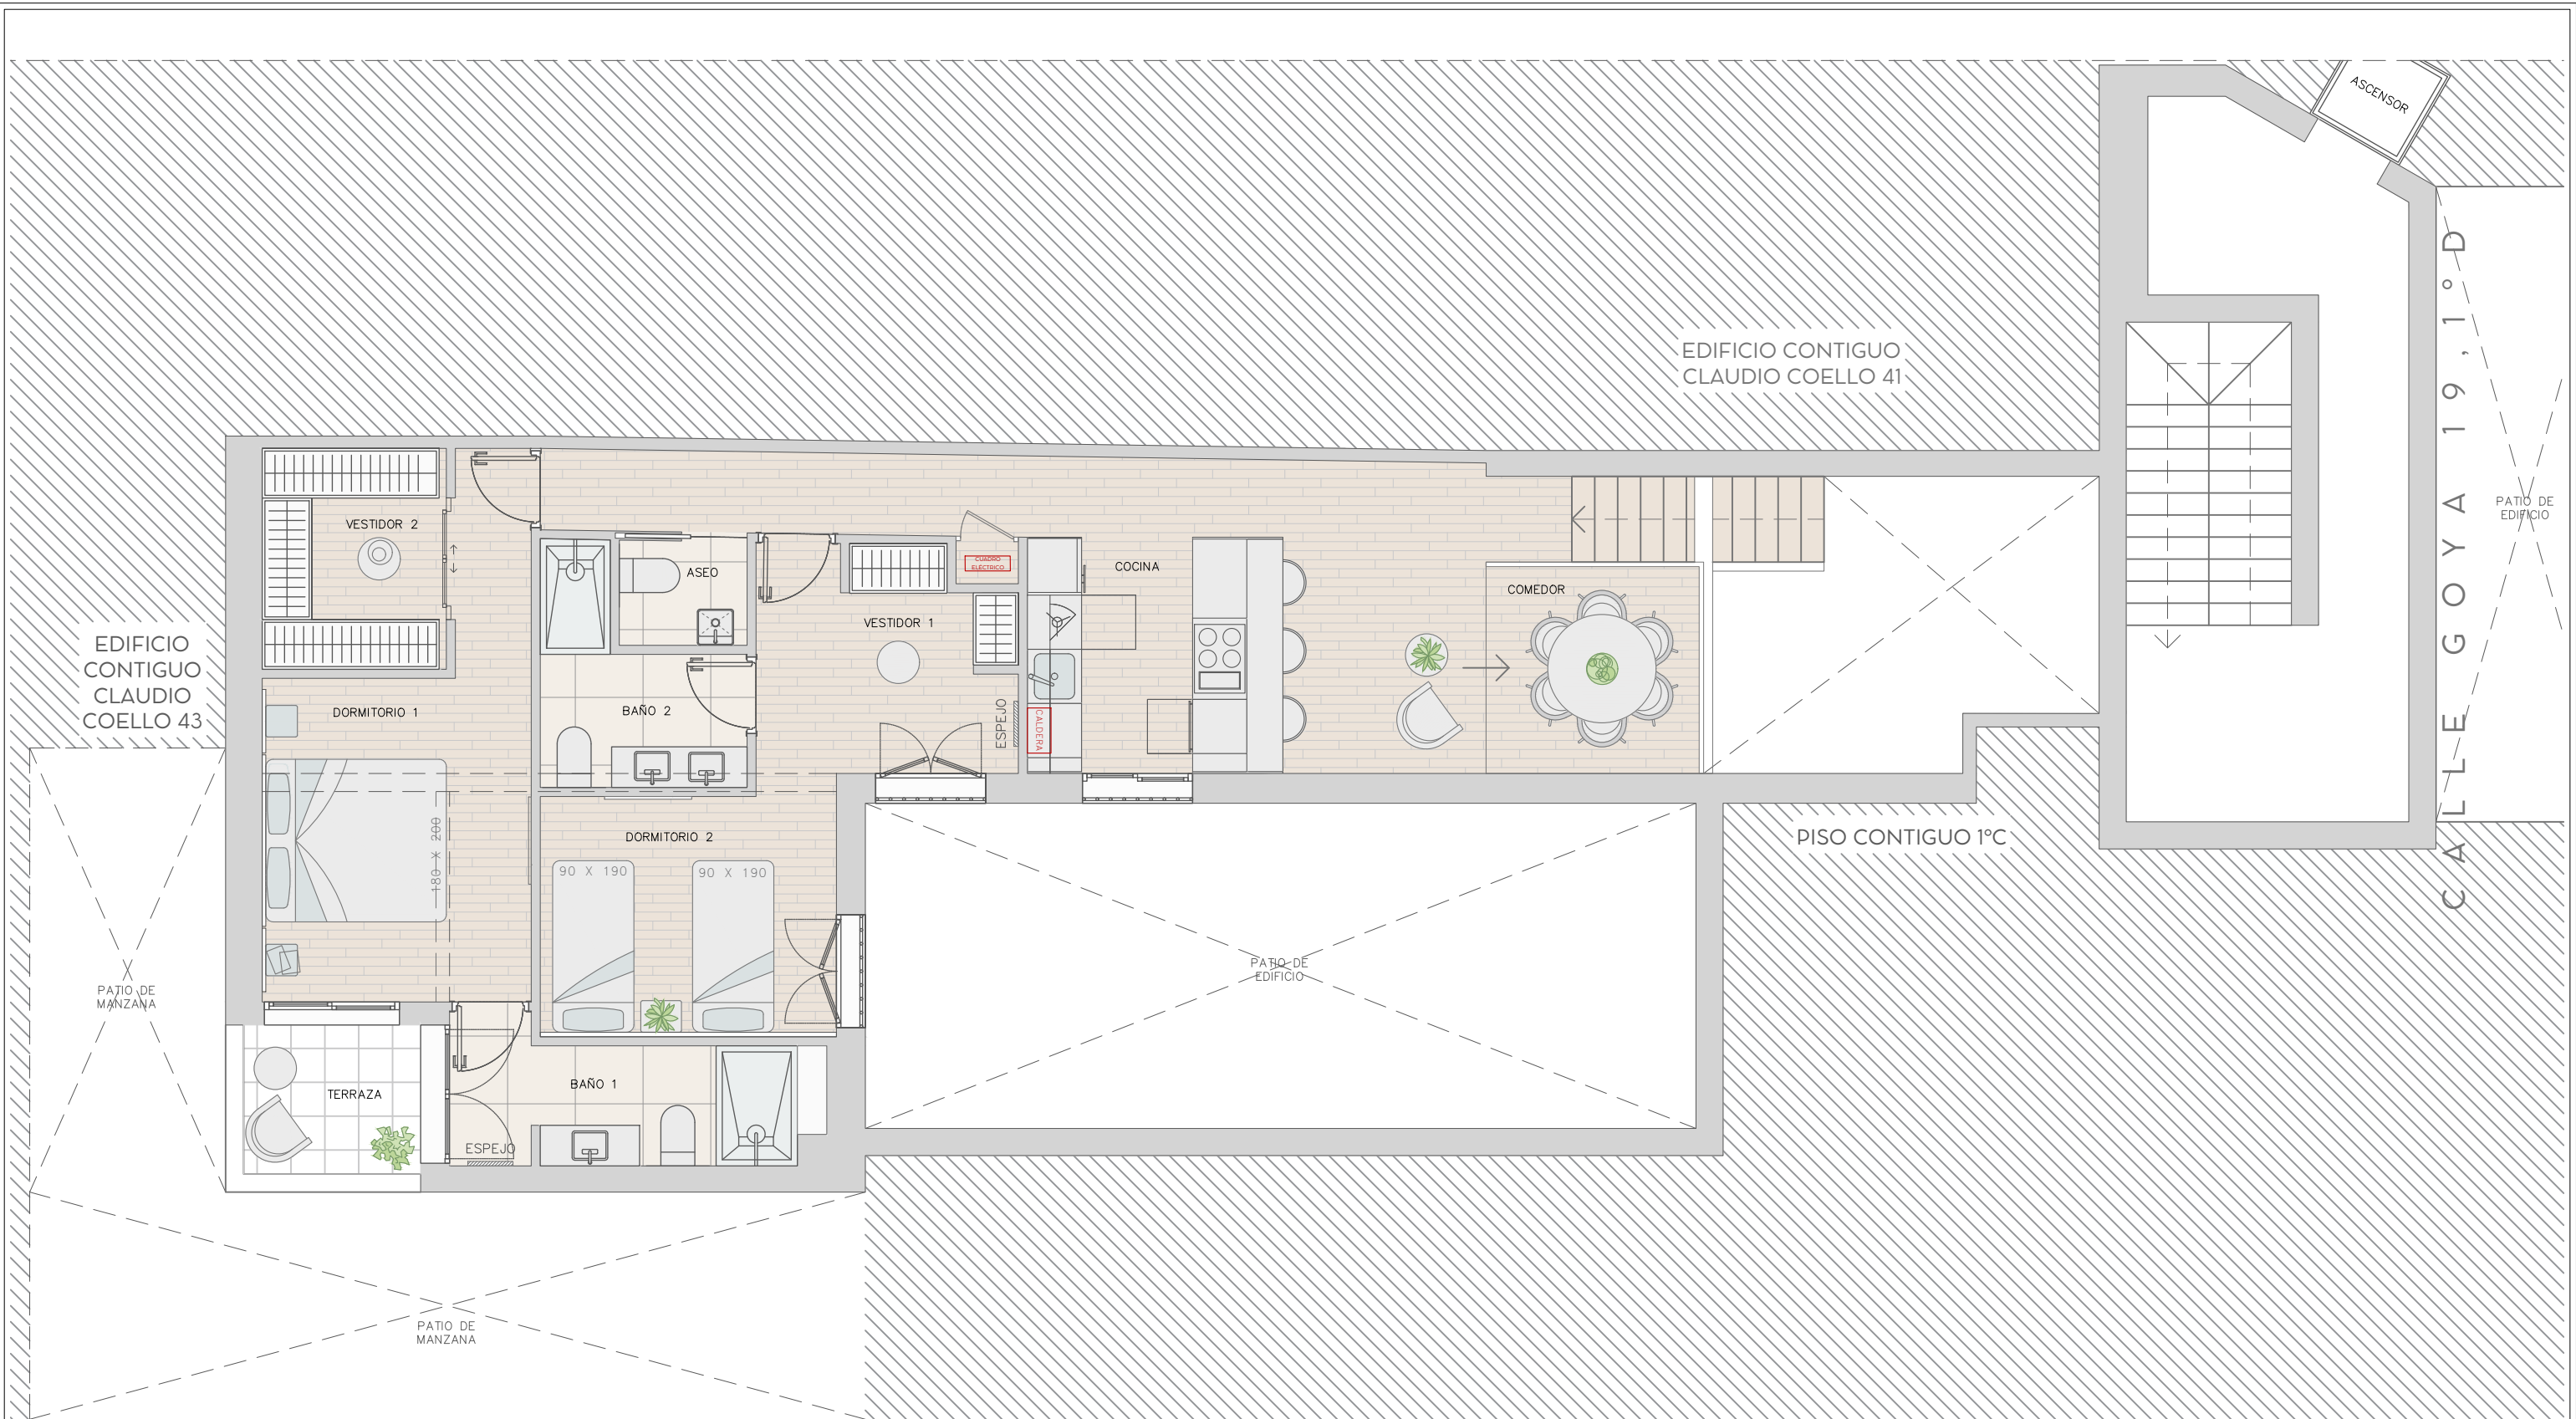 ASCENSOR
EDIFICIO CONTIGUO
CLAUDIO COELLO 41
CALLE GOYA 19, 1º D
PATIO DE
EDIFICIO
VESTIDOR 2
ASEO
CUADRO
ELÉCTRICO
COCINA
COMEDOR
VESTIDOR 1
EDIFICIO
CONTIGUO
CLAUDIO
COELLO 43
DORMITORIO 1
BAÑO 2
ESPEJO
CALDERA
180 X 200
DORMITORIO 2
90 X 190
90 X 190
PISO CONTIGUO 1ºC
PATIO DE
EDIFICIO
PATIO DE
MANZANA
TERRAZA
BAÑO 1
ESPEJO
PATIO DE
MANZANA